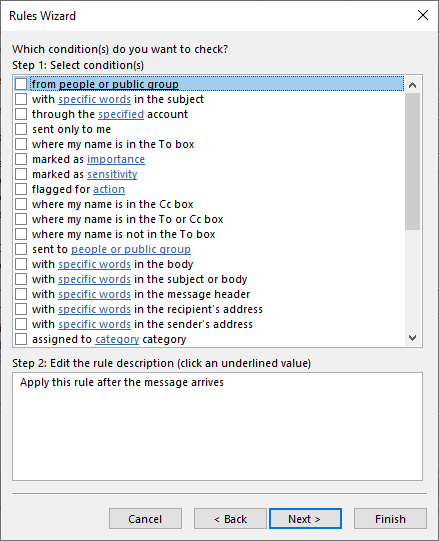 Rules Wizard
Which condition(s) do you want to check?
Step 1: Select condition(s)
from people or public group
with specific words in the subject
through the specified account
sent only to me
where my name is in the To box
marked as importance
marked as sensitivity
flagged for action
where my name is in the Cc box
where my name is in the To or Cc box
where my name is not in the To box
sent to people or public group
with specific words in the body
with specific words in the subject or body
with specific words in the message header
with specific words in the recipient's address
with specific words in the sender's address
assigned to category category
Step 2: Edit the rule description (click an underlined value)
Apply this rule after the message arrives
Cancel < Back Next > Finish